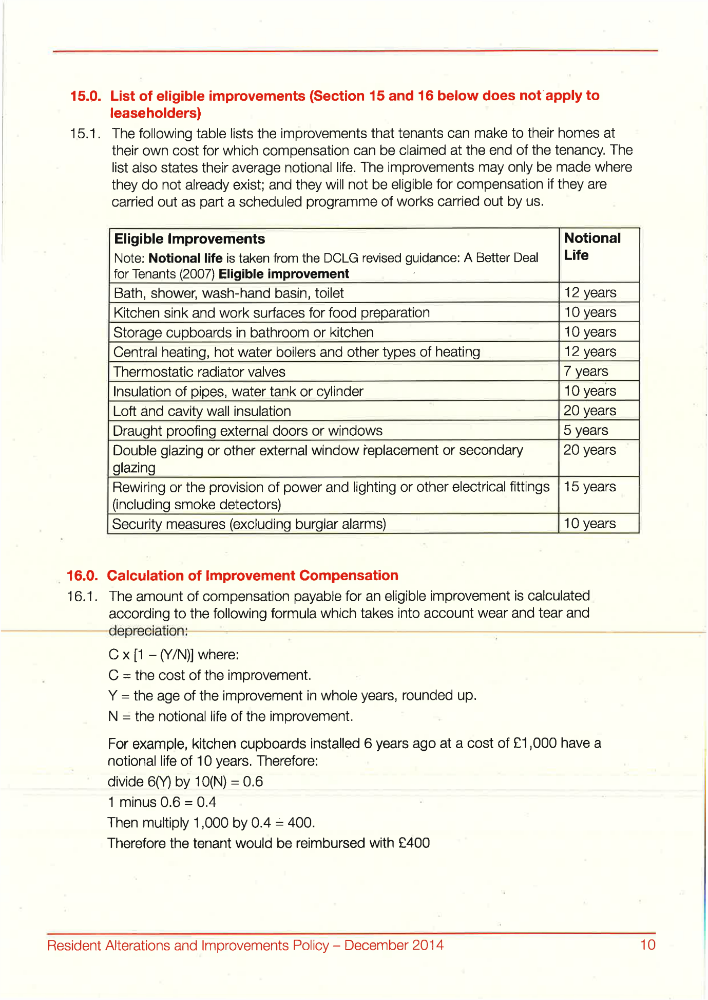 15.0. List of eligible improvements (Section 15 and 16 below does not apply to
leaseholders)
15.1. The following table lists the improvements that tenants can make to their homes at
their own cost for which compensation can be claimed at the end of the tenancy. The
list also states their average notional life. The improvements may only be made where
they do not already exist; and they will not be eligible for compensation if they are
carried out as part a scheduled programme of works carried out by us.
Eligible Improvements
Note: Notional life is taken from the DCLG revised guidance: A Better Deal
for Tenants (2007) Eligible improvement
Notional
Life
Bath, shower, wash-hand basin, toilet 12 years
Kitchen sink and work surfaces for food preparation 10 years
Storage cupboards in bathroom or kitchen 10 years
Central heating, hot water boilers and other types of heating 12 years
Thermostatic radiator valves 7 years
Insulation of pipes, water tank or cylinder 10 years
Loft and cavity wall insulation 20 years
Draught proofing external doors or windows 5 years
Double glazing or other external window replacement or secondary 20 years
glazing
Rewiring or the provision of power and lighting or other electrical fittings 15 years
(including smoke detectors)
Security measures (excluding burglar alarms) 10 years
16.0. Calculation of Improvement Compensation
16.1. The amount of compensation payable for an eligible improvement is calculated
according to the following formula which takes into account wear and tear and
depreciation:
C x [1 – (Y/N)] where:
C = the cost of the improvement.
Y = the age of the improvement in whole years, rounded up.
N = the notional life of the improvement.
For example, kitchen cupboards installed 6 years ago at a cost of £1,000 have a
notional life of 10 years. Therefore:
divide 6(Y) by 10(N) = 0.6
1 minus 0.6 = 0.4
Then multiply 1,000 by 0.4 = 400.
Therefore the tenant would be reimbursed with £400
Resident Alterations and Improvements Policy – December 2014 10